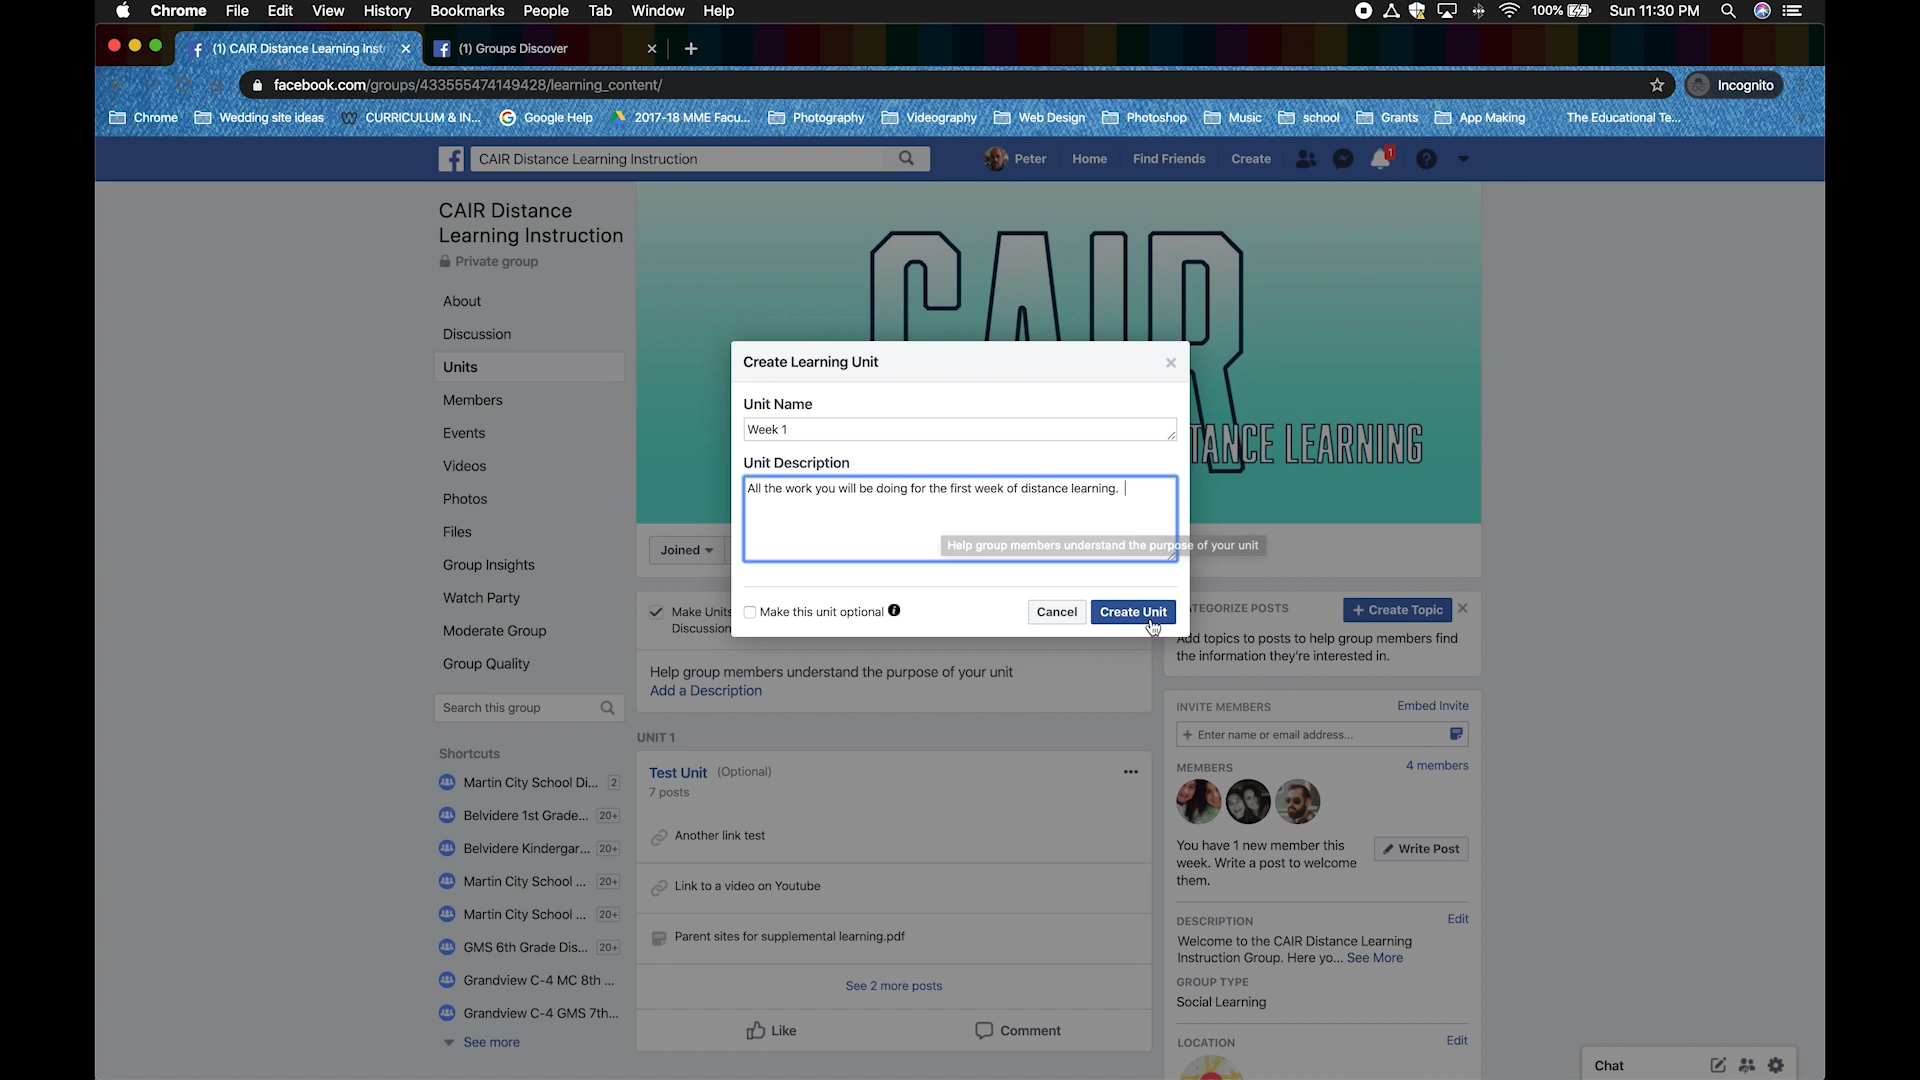 Chrome File Edit View History Bookmarks People Tab Window Help
100% Sun 11:30 PM
(1) CAIR Distance Learning Inst
(1) Groups Discover
facebook.com/groups/433555474149428/learning_content/
Incognito
Chrome
Wedding site ideas
CURRICULUM & IN...
Google Help
2017-18 MME Facu...
Photography
Videography
Web Design
Photoshop
Music
school
Grants
App Making
The Educational Te...
CAIR Distance Learning Instruction
Peter
Home
Find Friends
Create
1
CAIR Distance
Learning Instruction
Private group
About
Discussion
Units
Members
Events
Videos
Photos
Files
Group Insights
Watch Party
Moderate Group
Group Quality
Search this group
Shortcuts
Martin City School Di... 2
Belvidere 1st Grade... 20+
Belvidere Kindergar... 20+
Martin City School ... 20+
Martin City School ... 20+
GMS 6th Grade Dis... 20+
Grandview C-4 MC 8th ...
Grandview C-4 GMS 7th...
See more
CAIR
TANCE LEARNING
Joined
Create Learning Unit
Unit Name
Week 1
Unit Description
All the work you will be doing for the first week of distance learning.
Help group members understand the purpose of your unit
Make this unit optional
Cancel
Create Unit
Make Units
Discussion
Help group members understand the purpose of your unit
Add a Description
UNIT 1
Test Unit (Optional)
7 posts
Another link test
Link to a video on Youtube
Parent sites for supplemental learning.pdf
See 2 more posts
Like
Comment
TEGORIZE POSTS
+ Create Topic
Add topics to posts to help group members find
the information they're interested in.
INVITE MEMBERS
Embed Invite
+ Enter name or email address...
MEMBERS
4 members
You have 1 new member this
week. Write a post to welcome
them.
Write Post
DESCRIPTION
Edit
Welcome to the CAIR Distance Learning
Instruction Group. Here yo... See More
GROUP TYPE
Social Learning
LOCATION
Edit
Chat